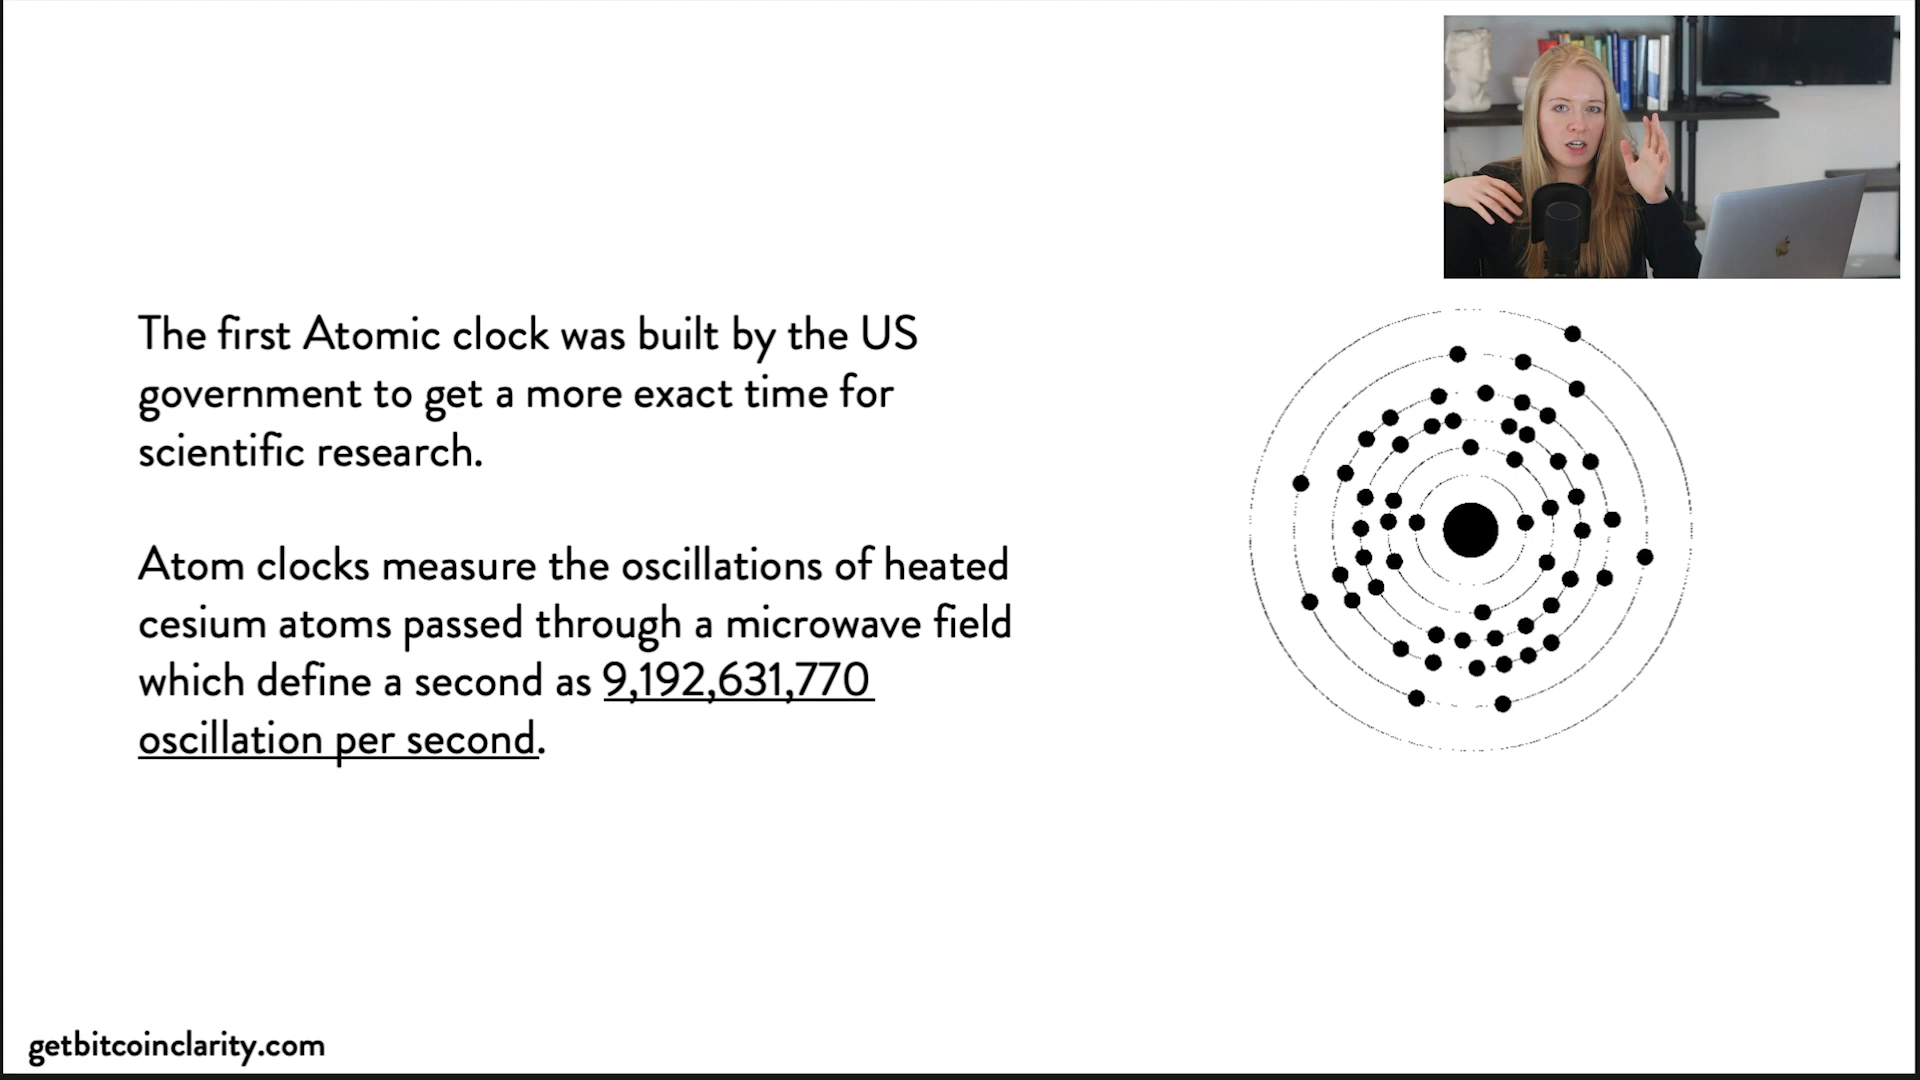 The first Atomic clock was built by the US
government to get a more exact time for
scientific research.
Atom clocks measure the oscillations of heated
cesium atoms passed through a microwave field
which define a second as 9,192,631,770
oscillation per second.
getbitcoinclarity.com